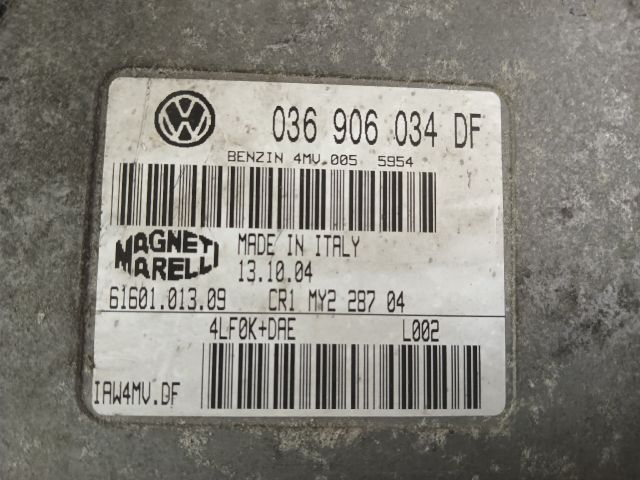 036 906 034 DF
BENZIN 4MV.005 5954
MAGNETI MARELLI
MADE IN ITALY
13.10.04
61601.013.09 CR1 MY2 287 04
4LF0K+DAE L002
IAW4MV.DF